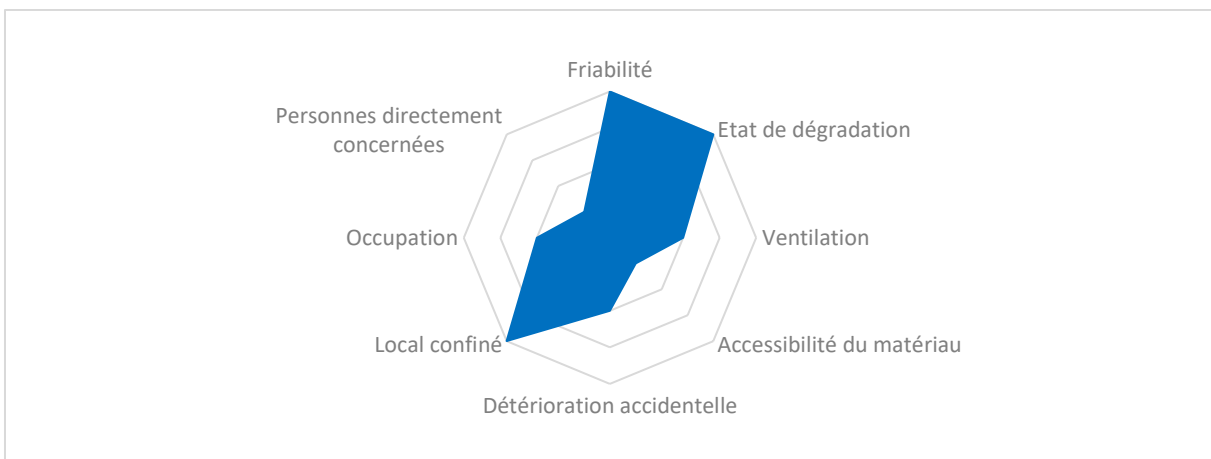 Friabilité
Personnes directement
concernées
Etat de dégradation
Occupation
Ventilation
Local confiné
Accessibilité du matériau
Détérioration accidentelle